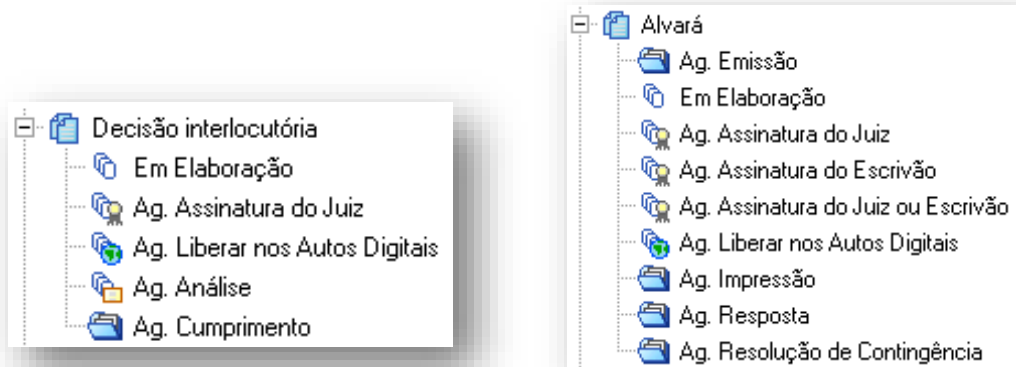 Decisão interlocutória
Em Elaboração
Ag. Assinatura do Juiz
Ag. Liberar nos Autos Digitais
Ag. Análise
Ag. Cumprimento
Alvará
Ag. Emissão
Em Elaboração
Ag. Assinatura do Juiz
Ag. Assinatura do Escrivão
Ag. Assinatura do Juiz ou Escrivão
Ag. Liberar nos Autos Digitais
Ag. Impressão
Ag. Resposta
Ag. Resolução de Contingência